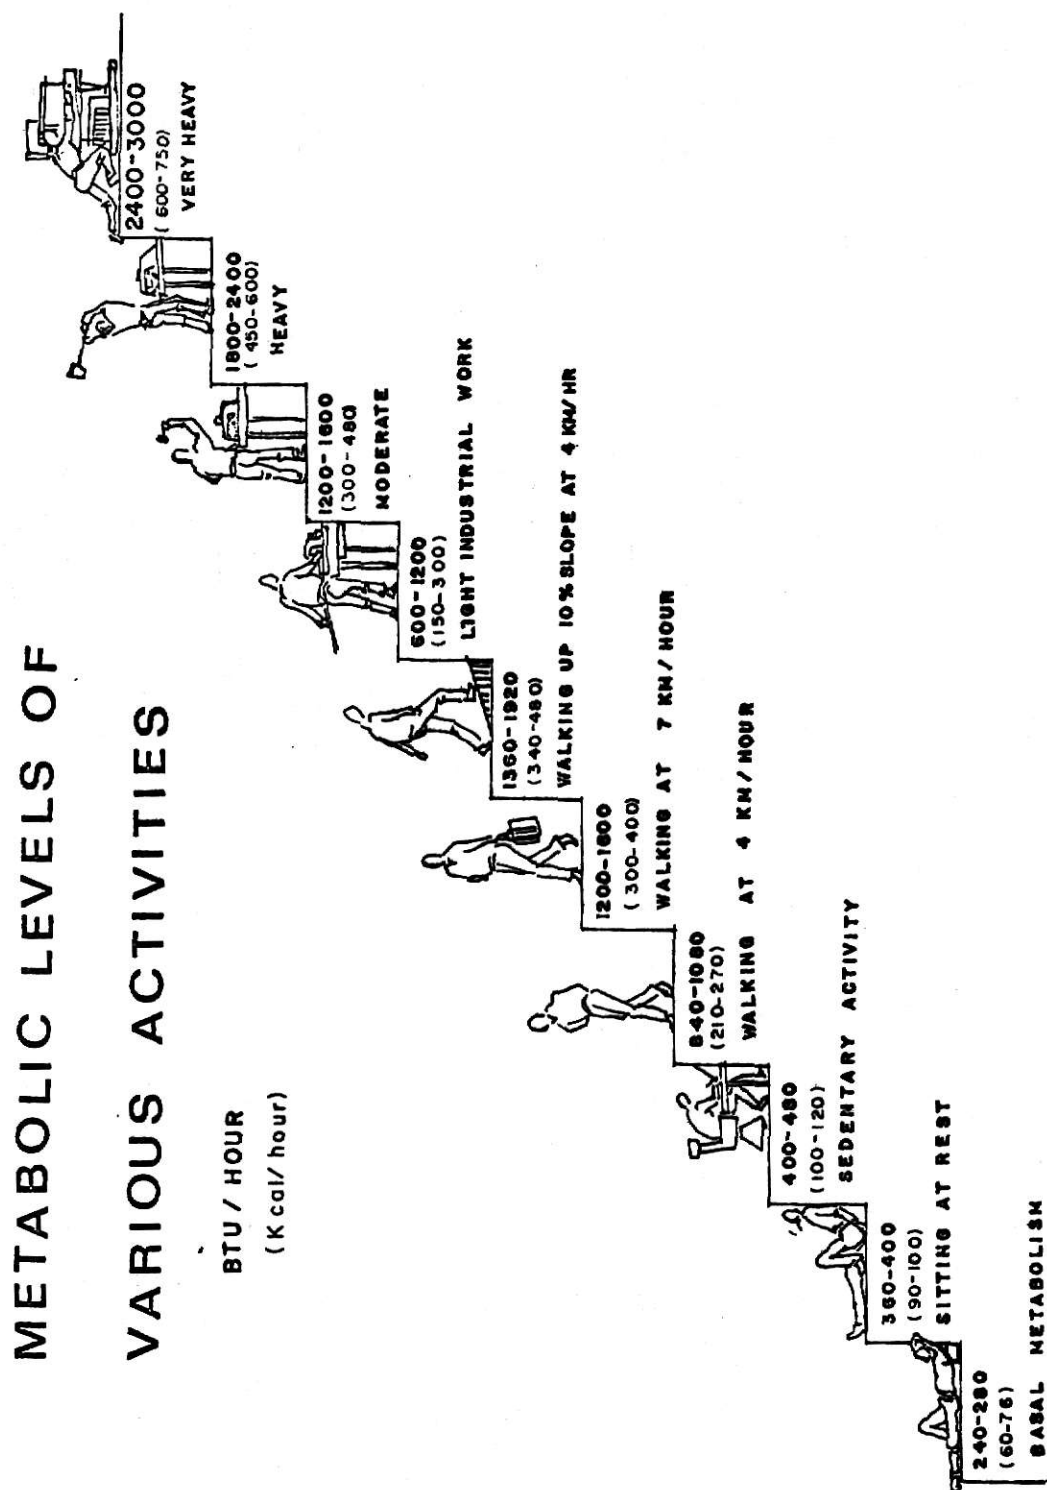 METABOLIC LEVELS OF
VARIOUS ACTIVITIES
BTU / HOUR
(Kcal/hour)
240-280
(60-76)
BASAL METABOLISM
360-400
(90-100)
SITTING AT REST
400-480
(100-120)
SEDENTARY ACTIVITY
840-1080
(210-270)
WALKING AT 4 KM/HOUR
1200-1600
(300-400)
WALKING AT 7 KM/HOUR
1360-1920
(340-480)
WALKING UP 10% SLOPE AT 4 KM/HR
600-1200
(150-300)
LIGHT INDUSTRIAL WORK
1200-1600
(300-480)
MODERATE
1800-2400
(450-600)
HEAVY
2400-3000
(600-750)
VERY HEAVY